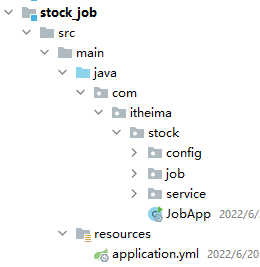 stock_job
src
main
java
com
itheima
stock
config
job
service
JobApp 2022/6/
resources
application.yml 2022/6/20